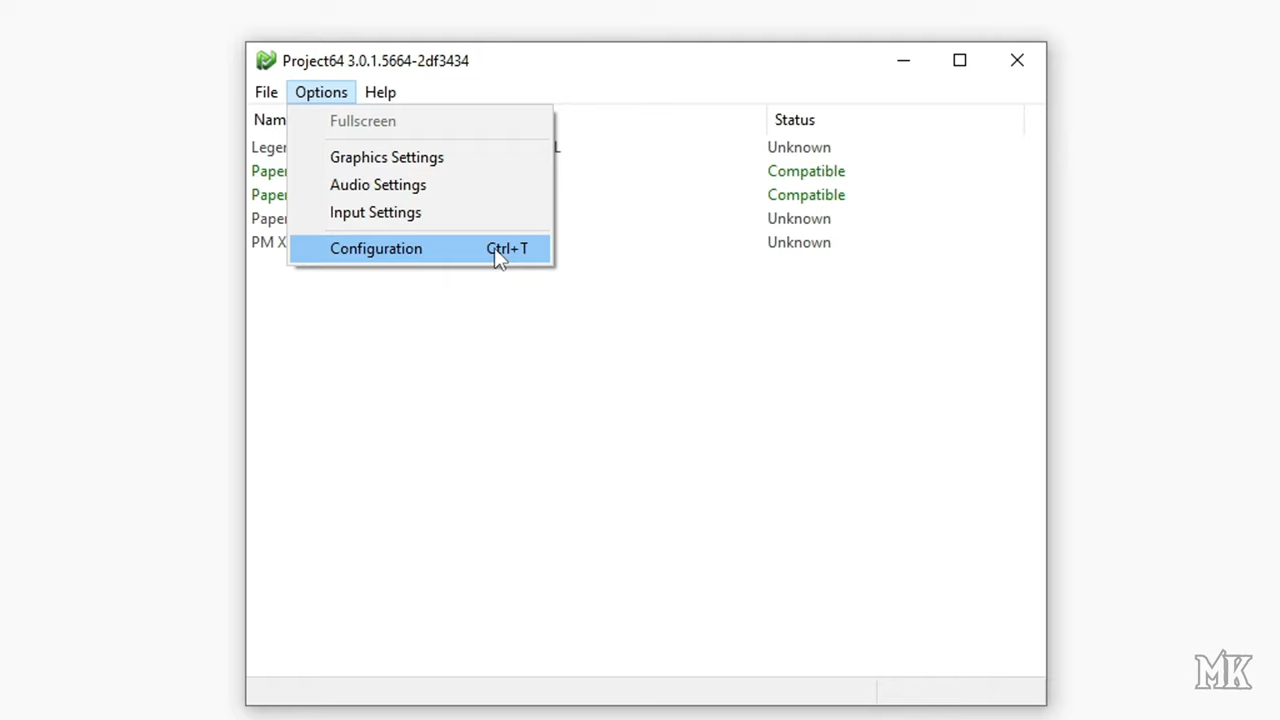 Project64 3.0.1.5664-2df3434
File Options Help
Status
Fullscreen
Unknown
Graphics Settings
Compatible
Audio Settings
Compatible
Input Settings
Unknown
PM X
Unknown
Configuration Ctrl+T
MK